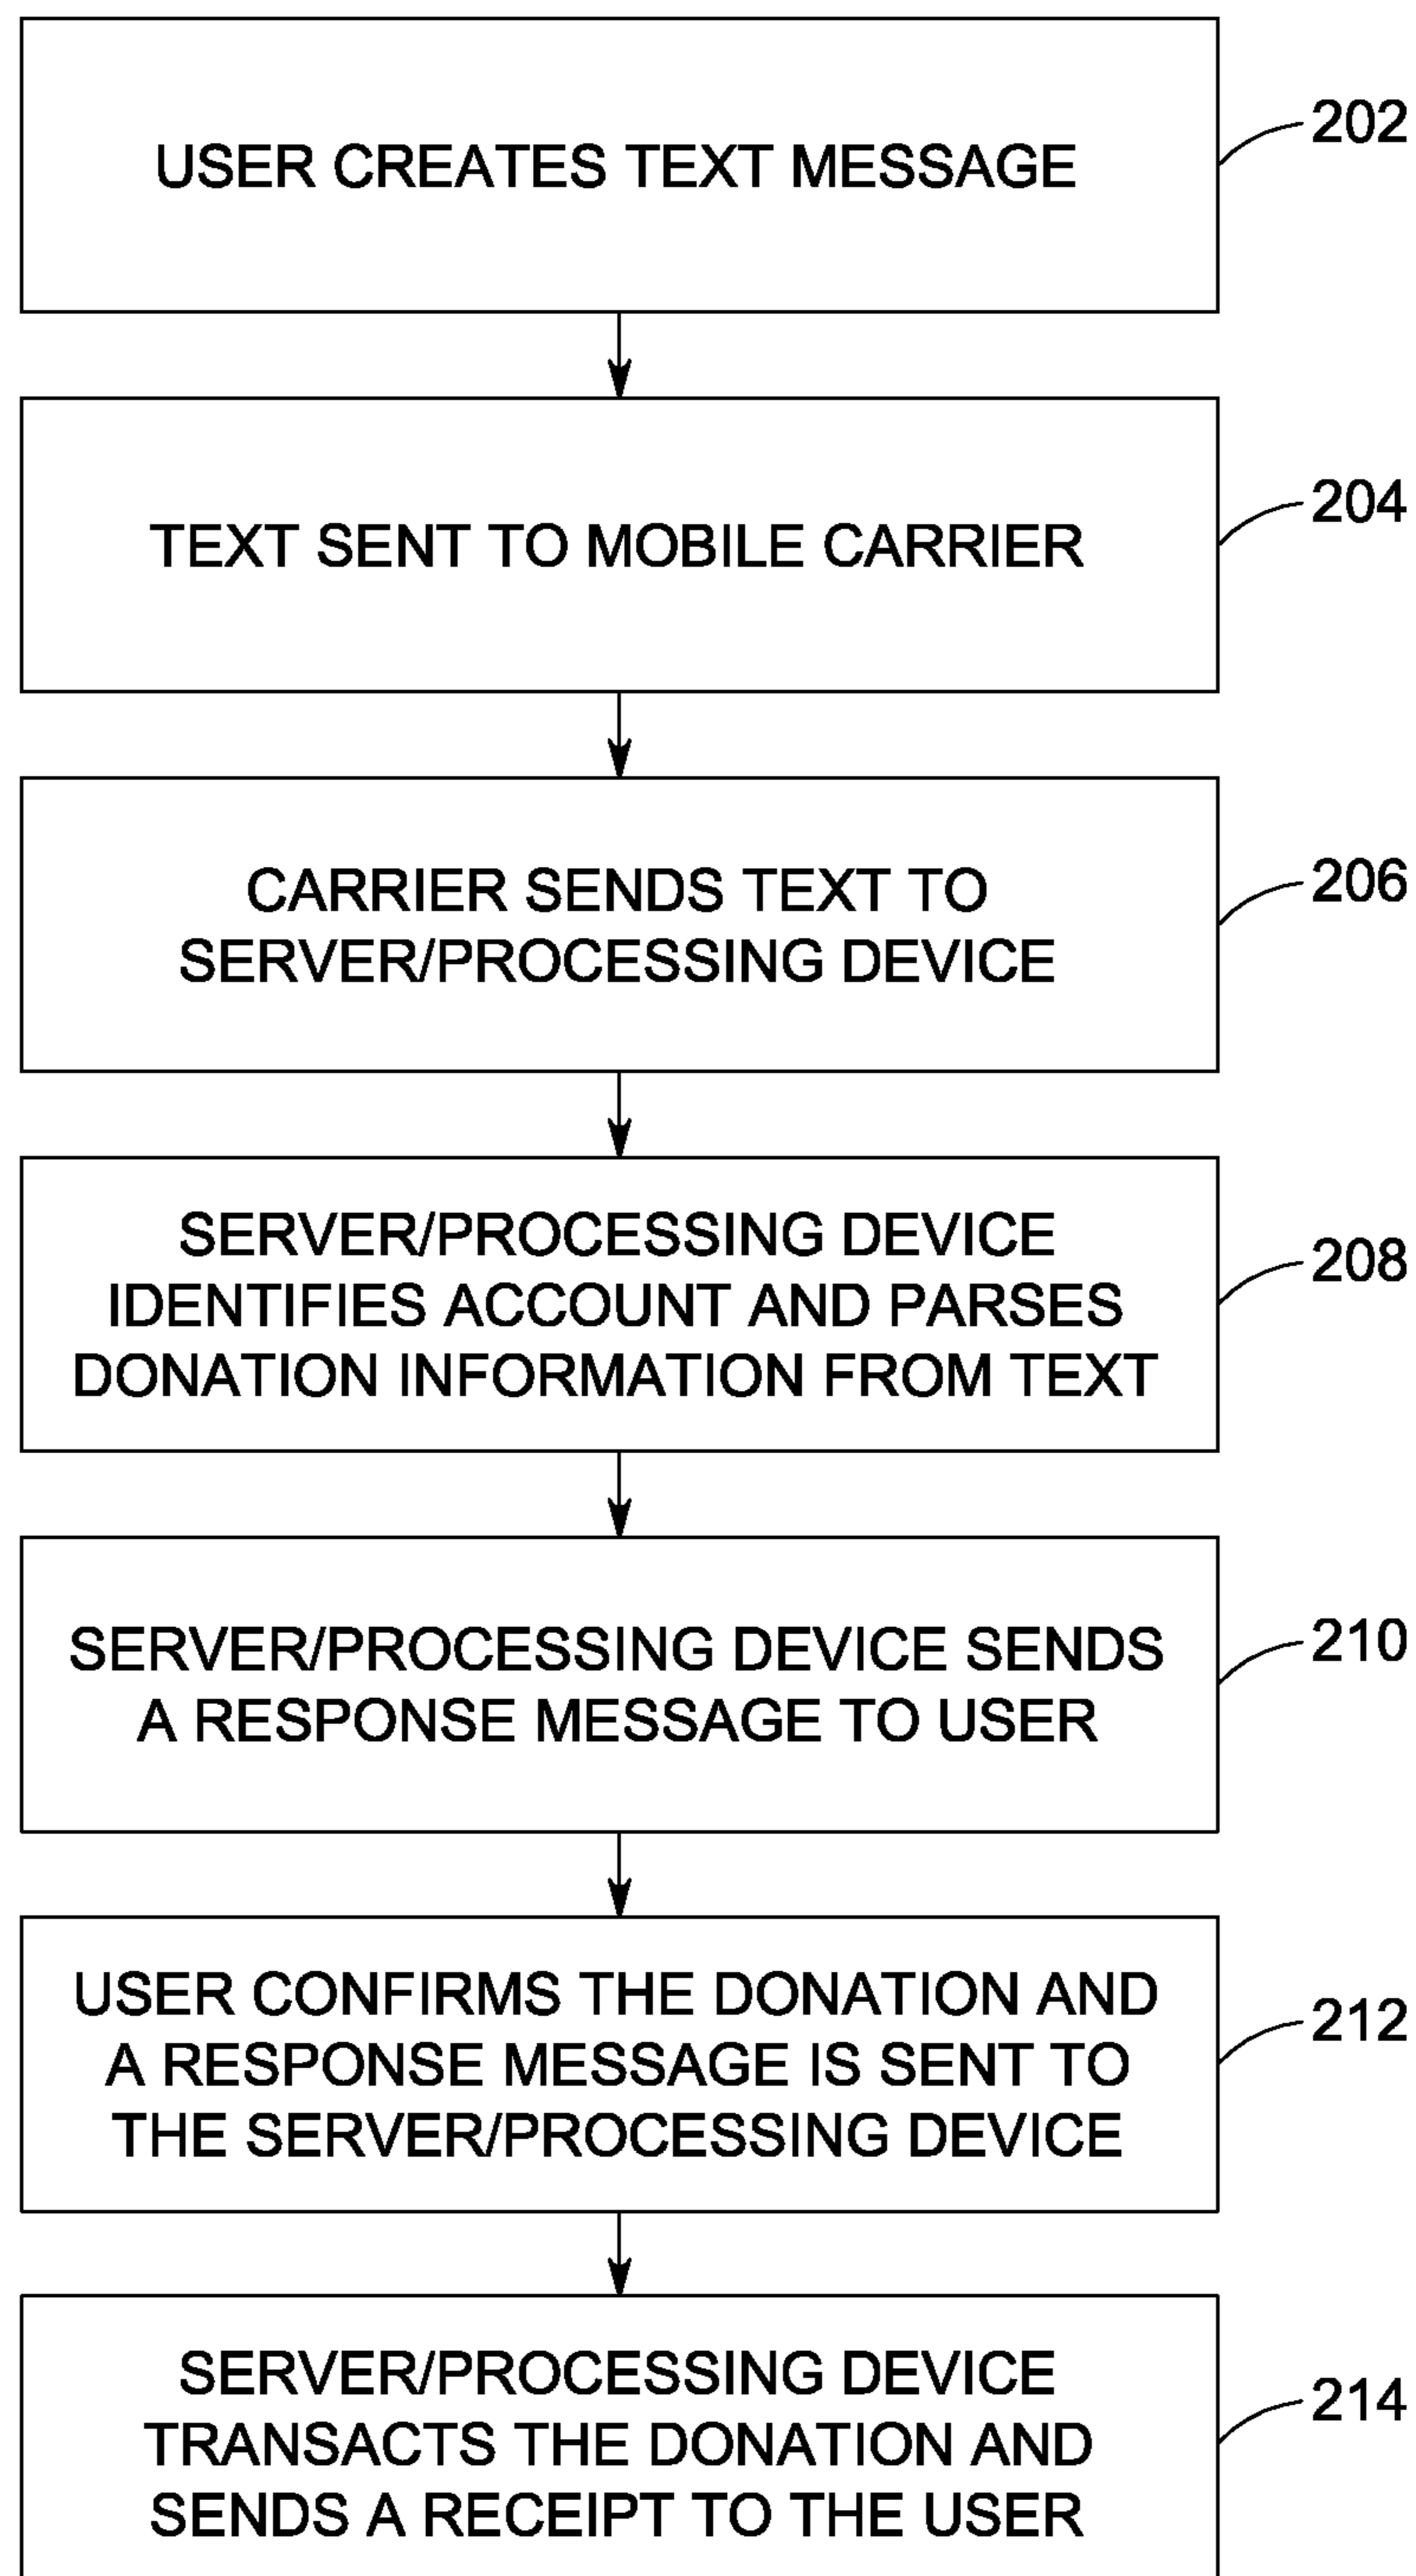 USER CREATES TEXT MESSAGE
202
TEXT SENT TO MOBILE CARRIER
204
CARRIER SENDS TEXT TO
SERVER/PROCESSING DEVICE
206
SERVER/PROCESSING DEVICE
IDENTIFIES ACCOUNT AND PARSES
DONATION INFORMATION FROM TEXT
208
SERVER/PROCESSING DEVICE SENDS
A RESPONSE MESSAGE TO USER
210
USER CONFIRMS THE DONATION AND
A RESPONSE MESSAGE IS SENT TO
THE SERVER/PROCESSING DEVICE
212
SERVER/PROCESSING DEVICE
TRANSACTS THE DONATION AND
SENDS A RECEIPT TO THE USER
214